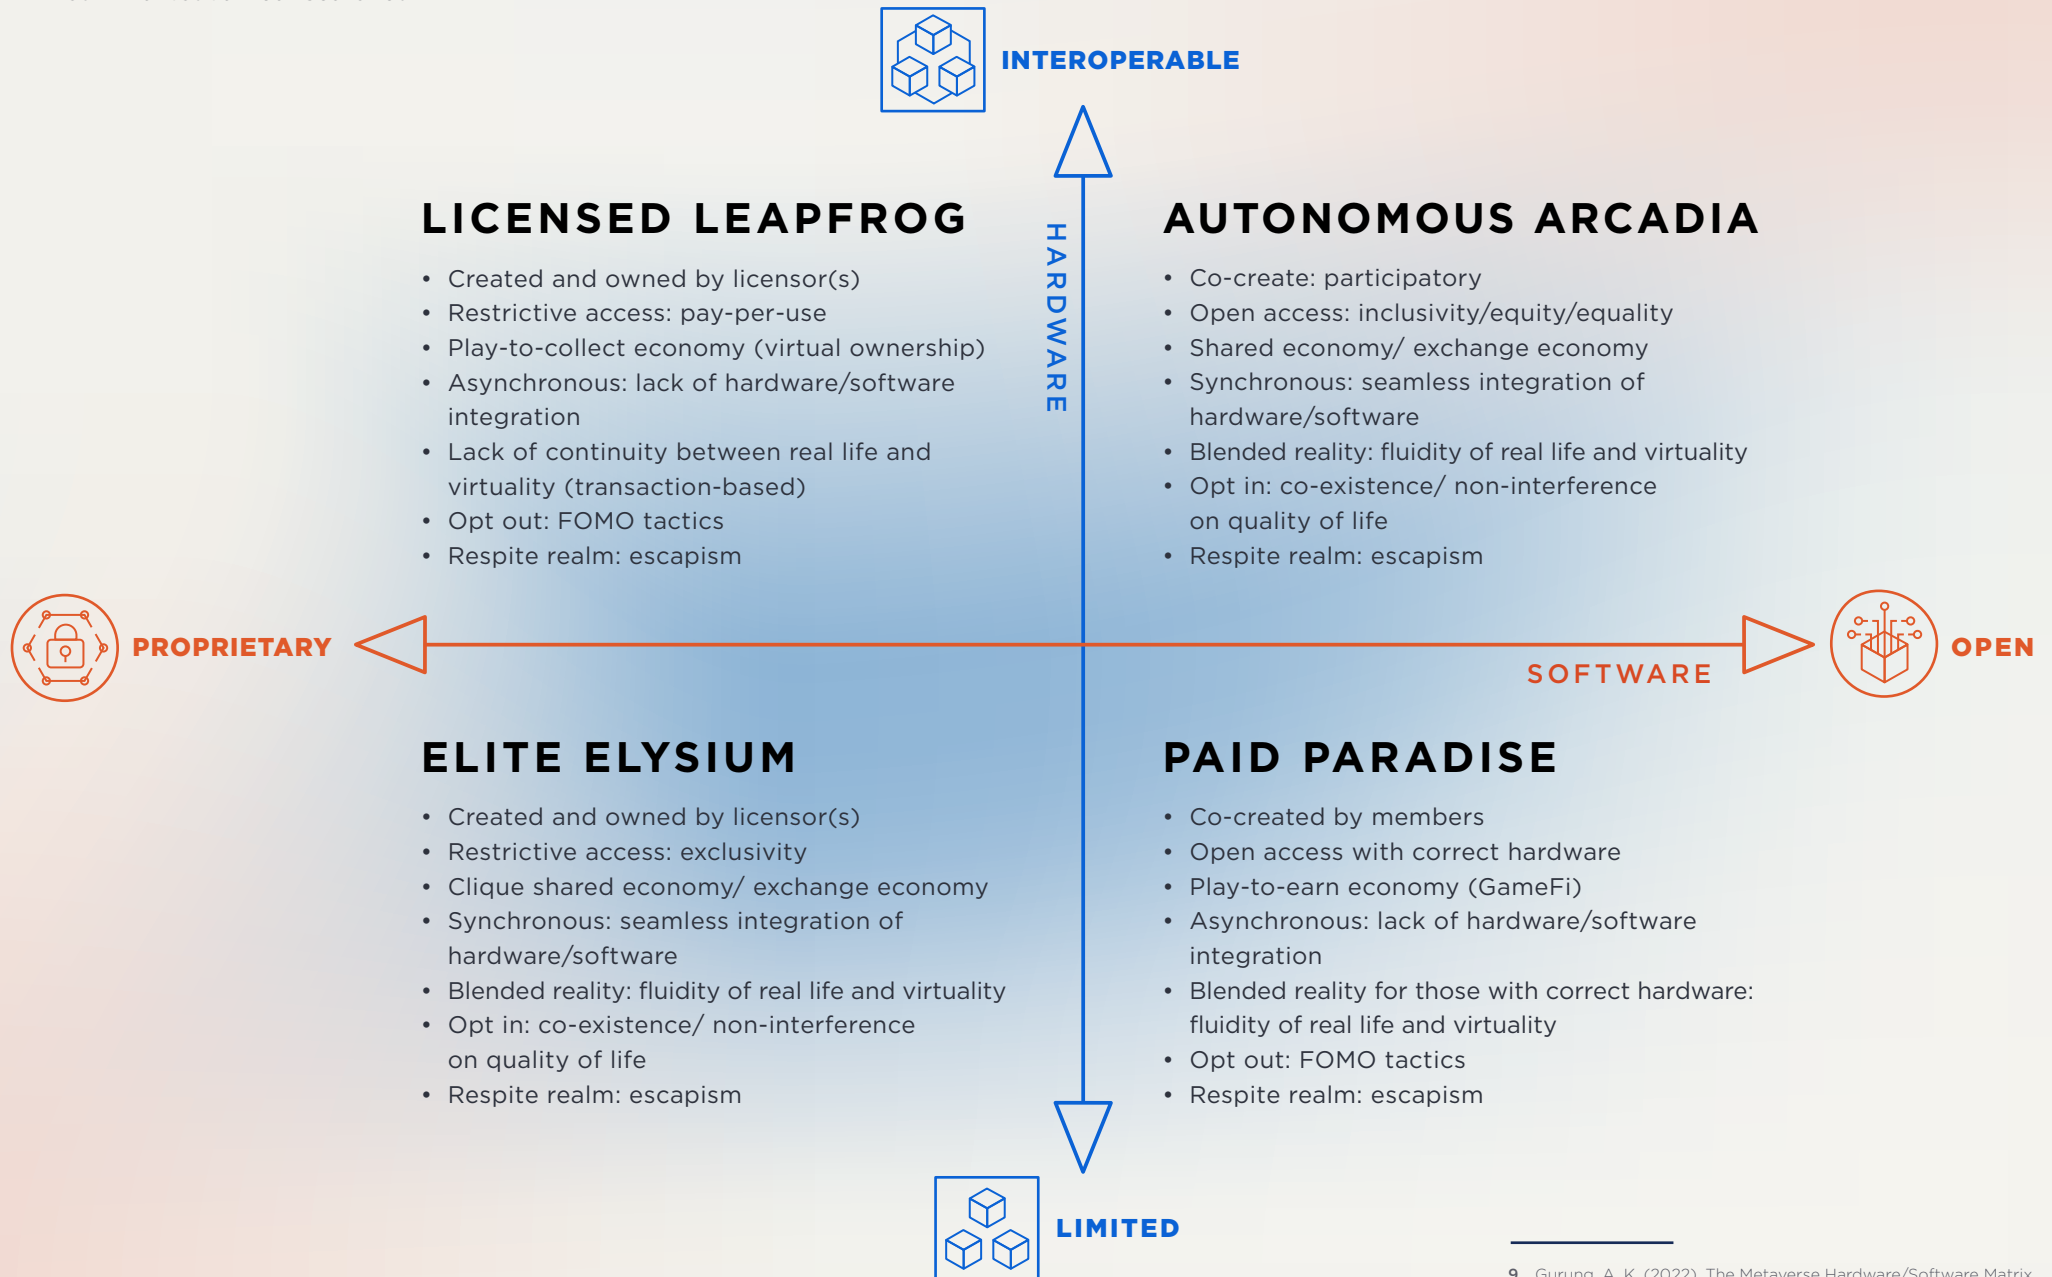 INTEROPERABLE
HARDWARE
LICENSED LEAPFROG
• Created and owned by licensor(s)
• Restrictive access: pay-per-use
• Play-to-collect economy (virtual ownership)
• Asynchronous: lack of hardware/software
integration
• Lack of continuity between real life and
virtuality (transaction-based)
• Opt out: FOMO tactics
• Respite realm: escapism
AUTONOMOUS ARCADIA
• Co-create: participatory
• Open access: inclusivity/equity/equality
• Shared economy/ exchange economy
• Synchronous: seamless integration of
hardware/software
• Blended reality: fluidity of real life and virtuality
• Opt in: co-existence/ non-interference
on quality of life
• Respite realm: escapism
PROPRIETARY
OPEN
SOFTWARE
ELITE ELYSIUM
• Created and owned by licensor(s)
• Restrictive access: exclusivity
• Clique shared economy/ exchange economy
• Synchronous: seamless integration of
hardware/software
• Blended reality: fluidity of real life and virtuality
• Opt in: co-existence/ non-interference
on quality of life
• Respite realm: escapism
PAID PARADISE
• Co-created by members
• Open access with correct hardware
• Play-to-earn economy (GameFi)
• Asynchronous: lack of hardware/software
integration
• Blended reality for those with correct hardware:
fluidity of real life and virtuality
• Opt out: FOMO tactics
• Respite realm: escapism
LIMITED
9 Gurung, A. K. (2022). The Metaverse Hardware/Software Matrix